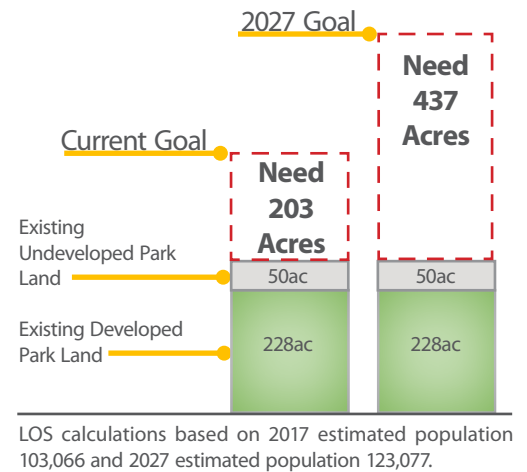 2027 Goal
Need
437
Acres
Current Goal
Need
203
Acres
Existing
Undeveloped Park
Land
50ac
50ac
Existing Developed
Park Land
228ac
228ac
LOS calculations based on 2017 estimated population
103,066 and 2027 estimated population 123,077.